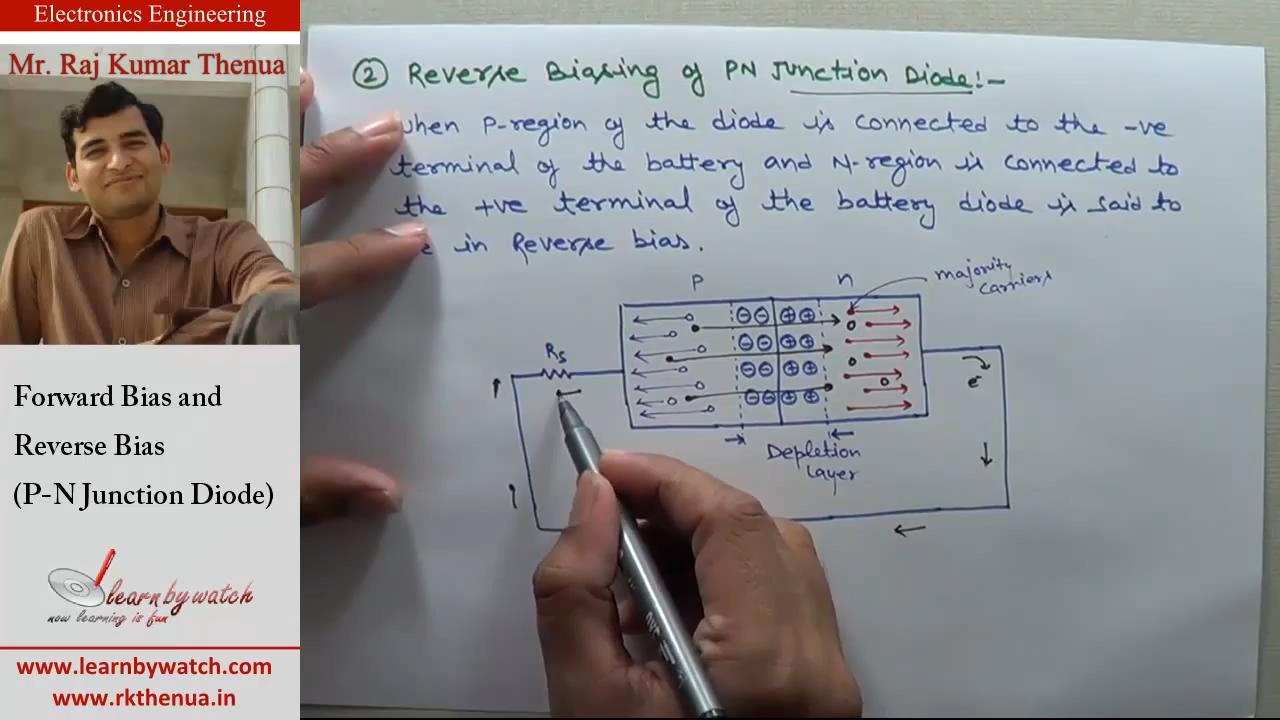 Electronics Engineering
Mr. Raj Kumar Thenua
Forward Bias and
Reverse Bias
(P-N Junction Diode)
learnbywatch
now learning is fun
www.learnbywatch.com
www.rkthenua.in
② Reverse Biasing of PN Junction Diode:-
When P-region of the diode is connected to the -ve
terminal of the battery and N-region is connected to
the +ve terminal of the battery diode is said to
in Reverse bias.
P
n
majority
carriers
Rs
e-
Depletion
layer